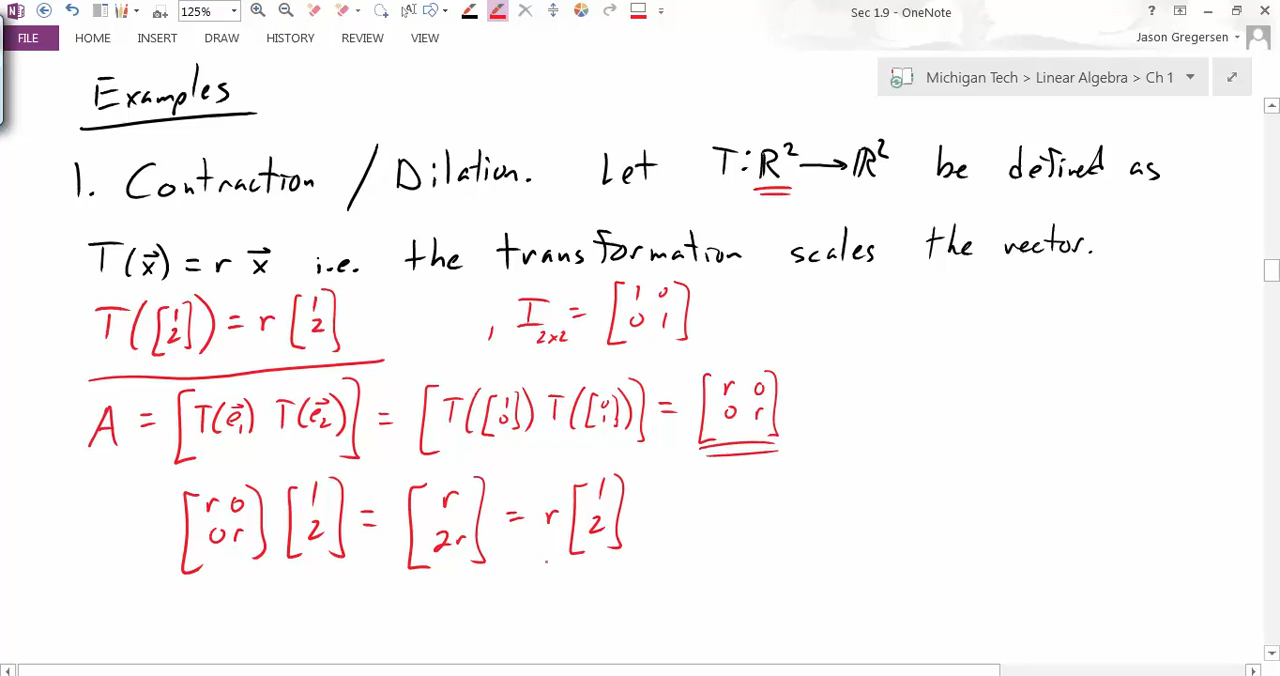 125% Sec 1.9 - OneNote ?
FILE HOME INSERT DRAW HISTORY REVIEW VIEW Jason Gregersen
Michigan Tech > Linear Algebra > Ch 1
Examples
1. Contraction / Dilation. Let T: ℝ² → ℝ² be defined as
T(x⃗) = r x⃗ i.e. the transformation scales the vector.
T([1 2]) = r [1 2] , I₂ₓ₂ = [1 0 0 1]
A = [T(e⃗₁) T(e⃗₂)] = [T([1 0]) T([0 1])] = [r 0 0 r]
[r 0 0 r] [1 2] = [r 2r] = r [1 2]